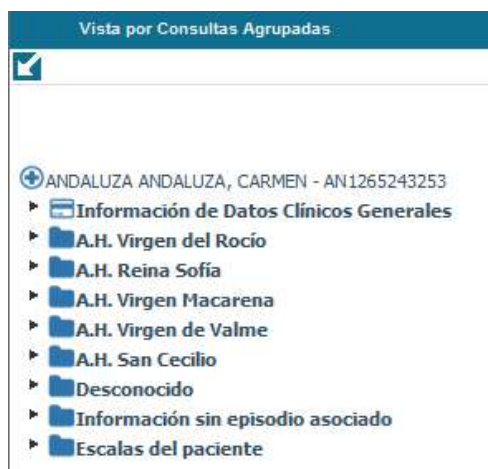 Vista por Consultas Agrupadas
ANDALUZA ANDALUZA, CARMEN - AN1265243253
Información de Datos Clínicos Generales
A.H. Virgen del Rocío
A.H. Reina Sofía
A.H. Virgen Macarena
A.H. Virgen de Valme
A.H. San Cecilio
Desconocido
Información sin episodio asociado
Escalas del paciente